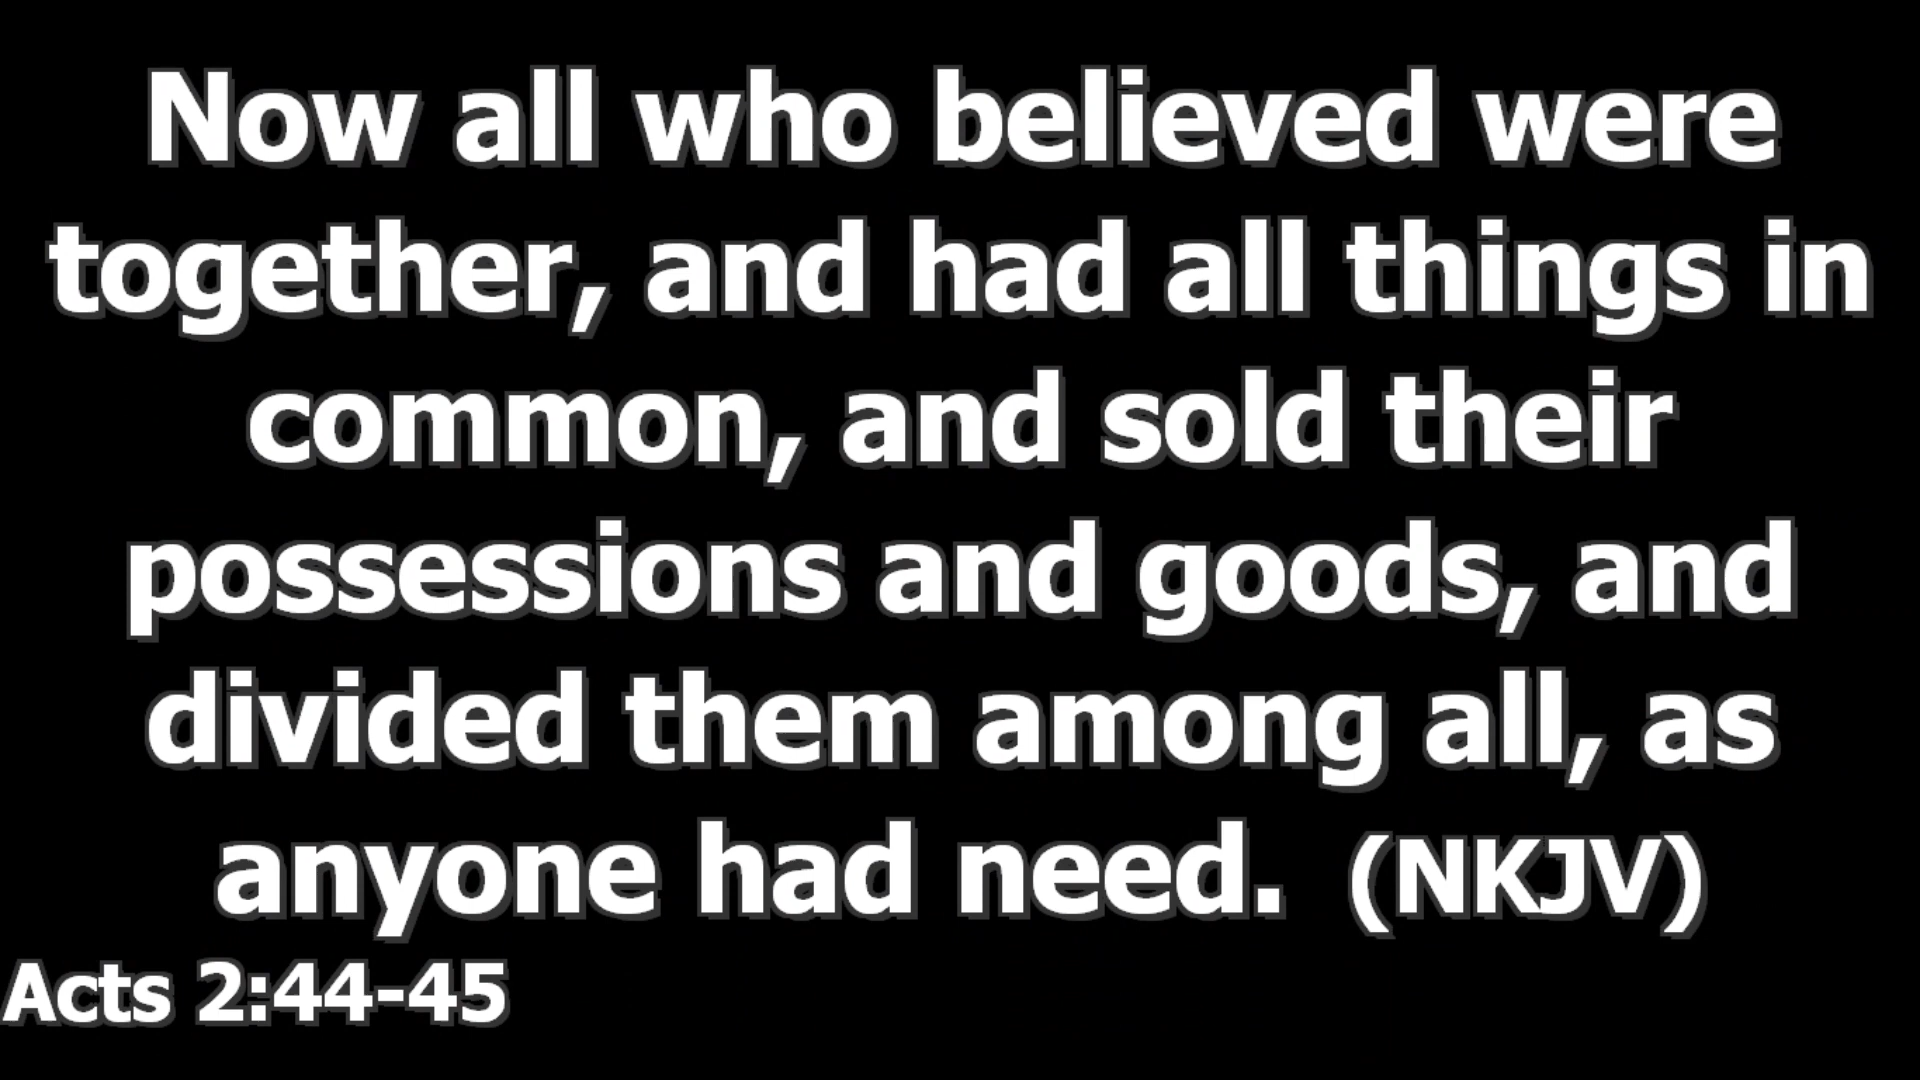 Now all who believed were
together, and had all things in
common, and sold their
possessions and goods, and
divided them among all, as
anyone had need.  (NKJV)
Acts 2:44-45